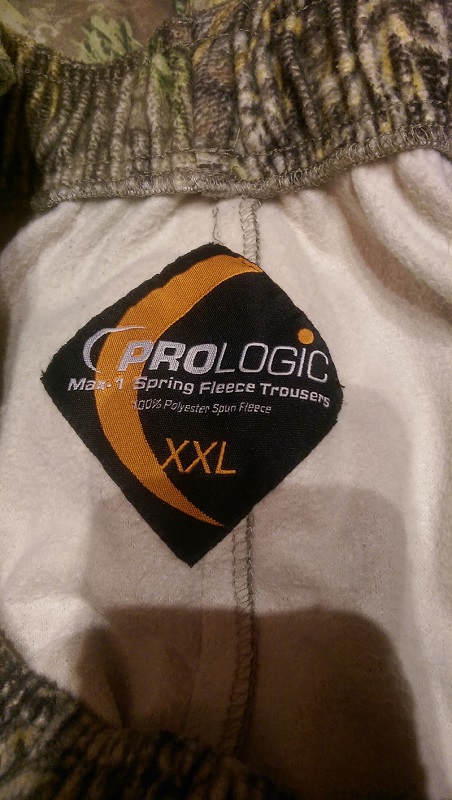 PROLOGIC
Max-1 Spring Fleece Trousers
100% Polyester Spun Fleece
XXL